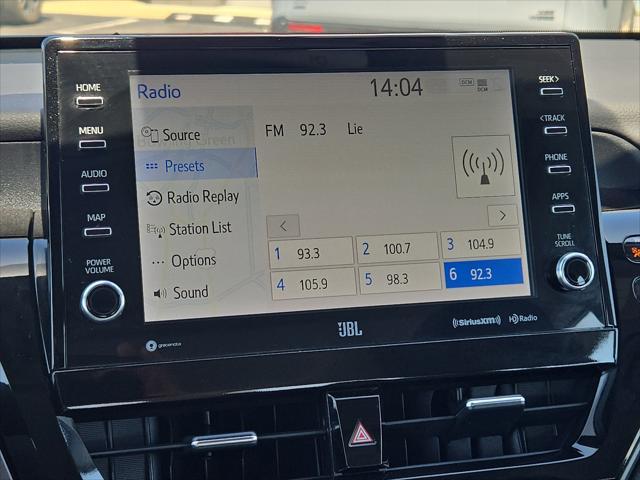 Radio
14:04
DCM
DCM
HOME
MENU
AUDIO
MAP
POWER
VOLUME
SEEK>
<TRACK
PHONE
APPS
TUNE
SCROLL
Source
Presets
Radio Replay
Station List
Options
Sound
FM 92.3 Lie
1 93.3
2 100.7
3 104.9
4 105.9
5 98.3
6 92.3
gracenote
JBL
((SiriusXM))
HD Radio